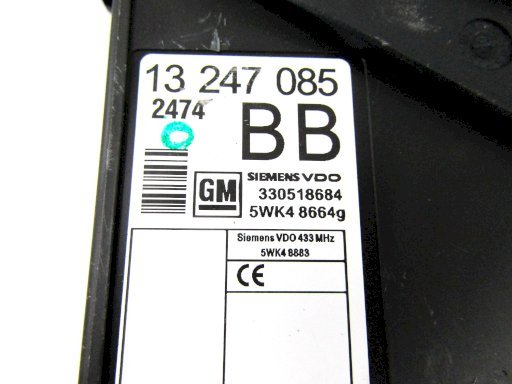 13 247 085
2474
BB
GM
SIEMENS VDO
330518684
5WK4 8664g
Siemens VDO 433 MHz
5WK4 8883
CE